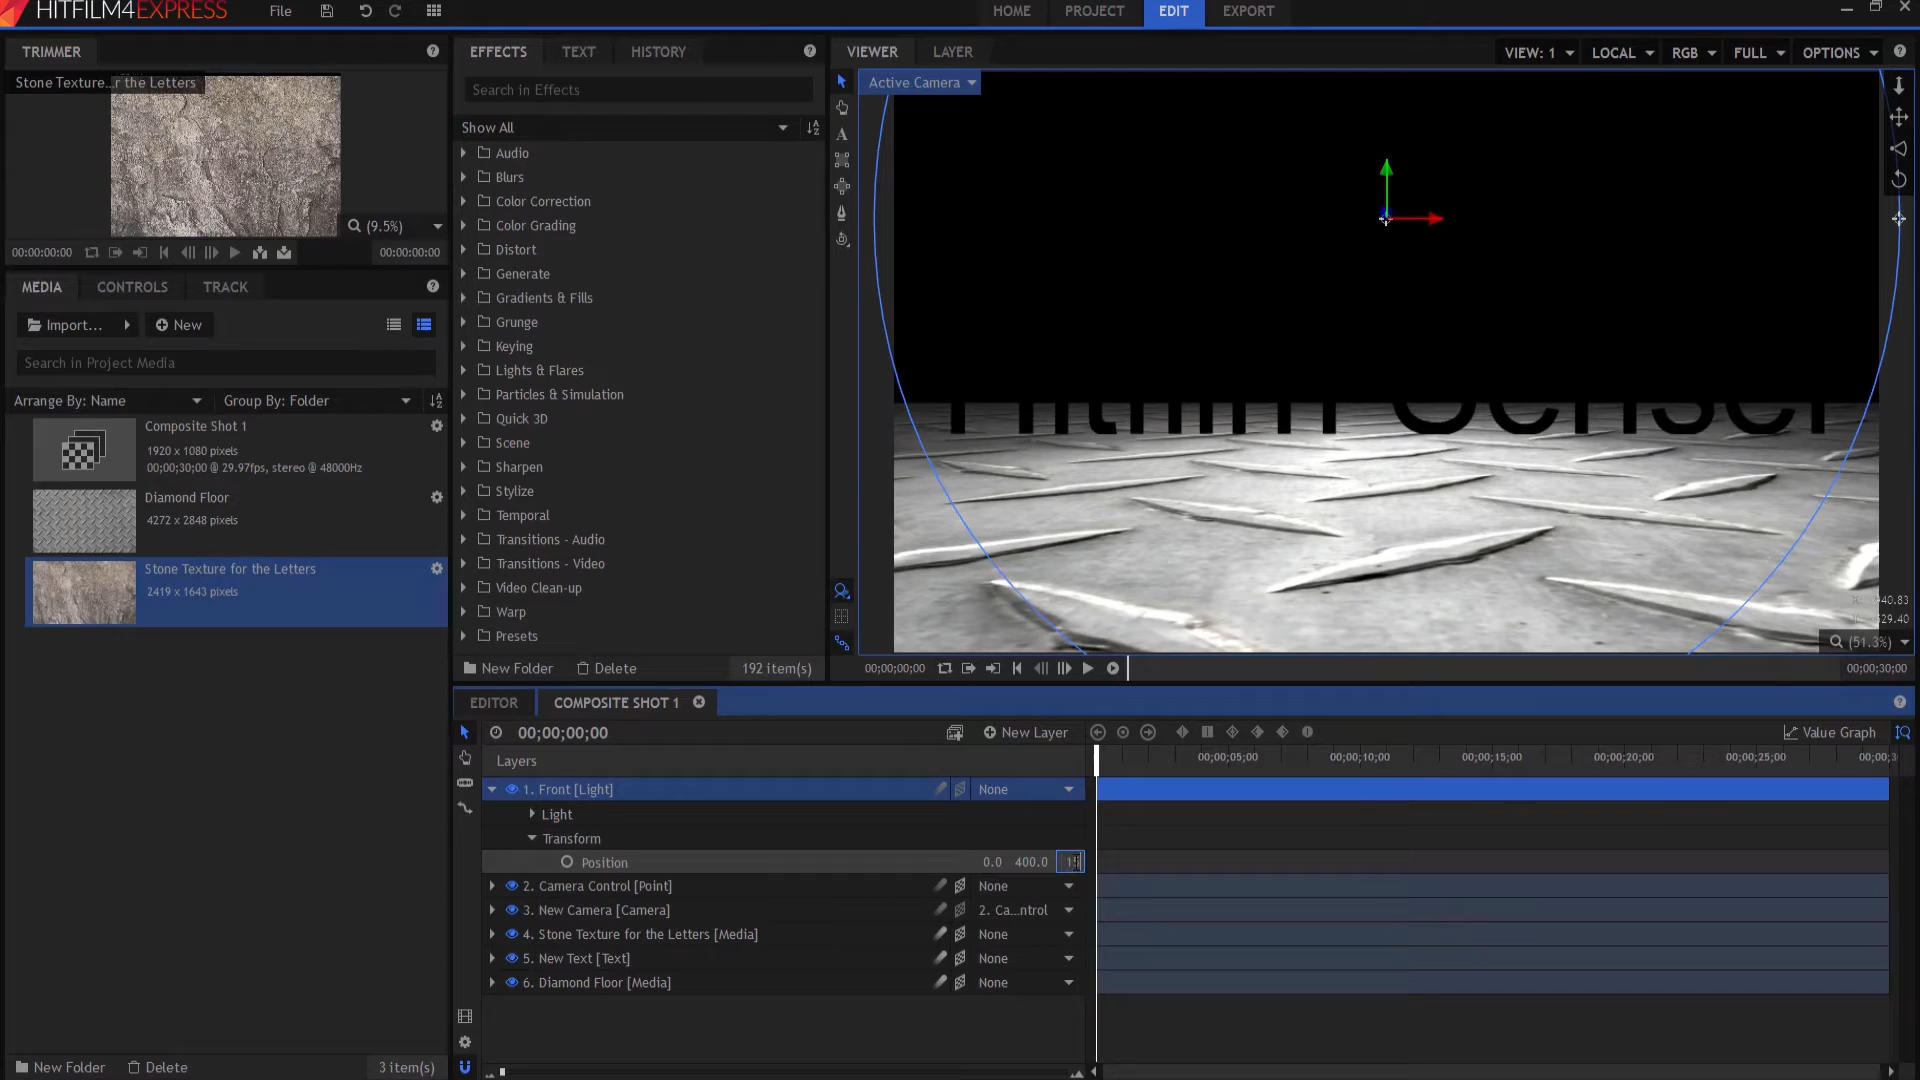 HITFILM4EXPRESS
File
HOME
PROJECT
EDIT
EXPORT
TRIMMER
Stone Texture...r the Letters
(9.5%)
00:00:00:00
00:00:00:00
MEDIA
CONTROLS
TRACK
Import...
New
Search in Project Media
Arrange By: Name
Group By: Folder
Composite Shot 1
1920 x 1080 pixels
00;00;30;00 @ 29.97fps, stereo @ 48000Hz
Diamond Floor
4272 x 2848 pixels
Stone Texture for the Letters
2419 x 1643 pixels
New Folder
Delete
3 item(s)
EFFECTS
TEXT
HISTORY
Search in Effects
Show All
Audio
Blurs
Color Correction
Color Grading
Distort
Generate
Gradients & Fills
Grunge
Keying
Lights & Flares
Particles & Simulation
Quick 3D
Scene
Sharpen
Stylize
Temporal
Transitions - Audio
Transitions - Video
Video Clean-up
Warp
Presets
New Folder
Delete
192 item(s)
VIEWER
LAYER
VIEW: 1
LOCAL
RGB
FULL
OPTIONS
Active Camera
(51.3%)
00;00;00;00
00;00;30;00
EDITOR
COMPOSITE SHOT 1
00;00;00;00
New Layer
Value Graph
Layers
00;00;05;00
00;00;10;00
00;00;15;00
00;00;20;00
00;00;25;00
00;00;3
1. Front [Light]
None
Light
Transform
Position
0.0
400.0
2. Camera Control [Point]
None
3. New Camera [Camera]
2. Ca...ntrol
4. Stone Texture for the Letters [Media]
None
5. New Text [Text]
None
6. Diamond Floor [Media]
None